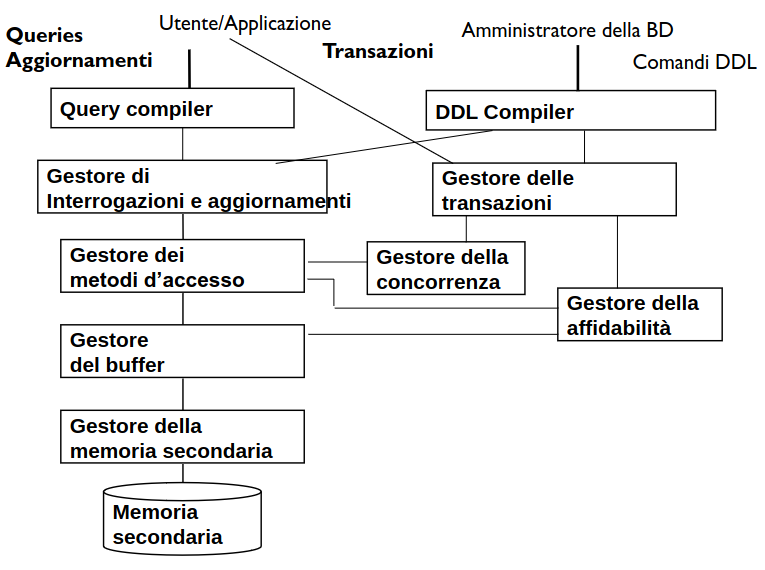 Utente/Applicazione
Queries
Aggiornamenti
Transazioni
Amministratore della BD
Comandi DDL
Query compiler
DDL Compiler
Gestore di
Interrogazioni e aggiornamenti
Gestore delle
transazioni
Gestore dei
metodi d’accesso
Gestore della
concorrenza
Gestore della
affidabilità
Gestore
del buffer
Gestore della
memoria secondaria
Memoria
secondaria